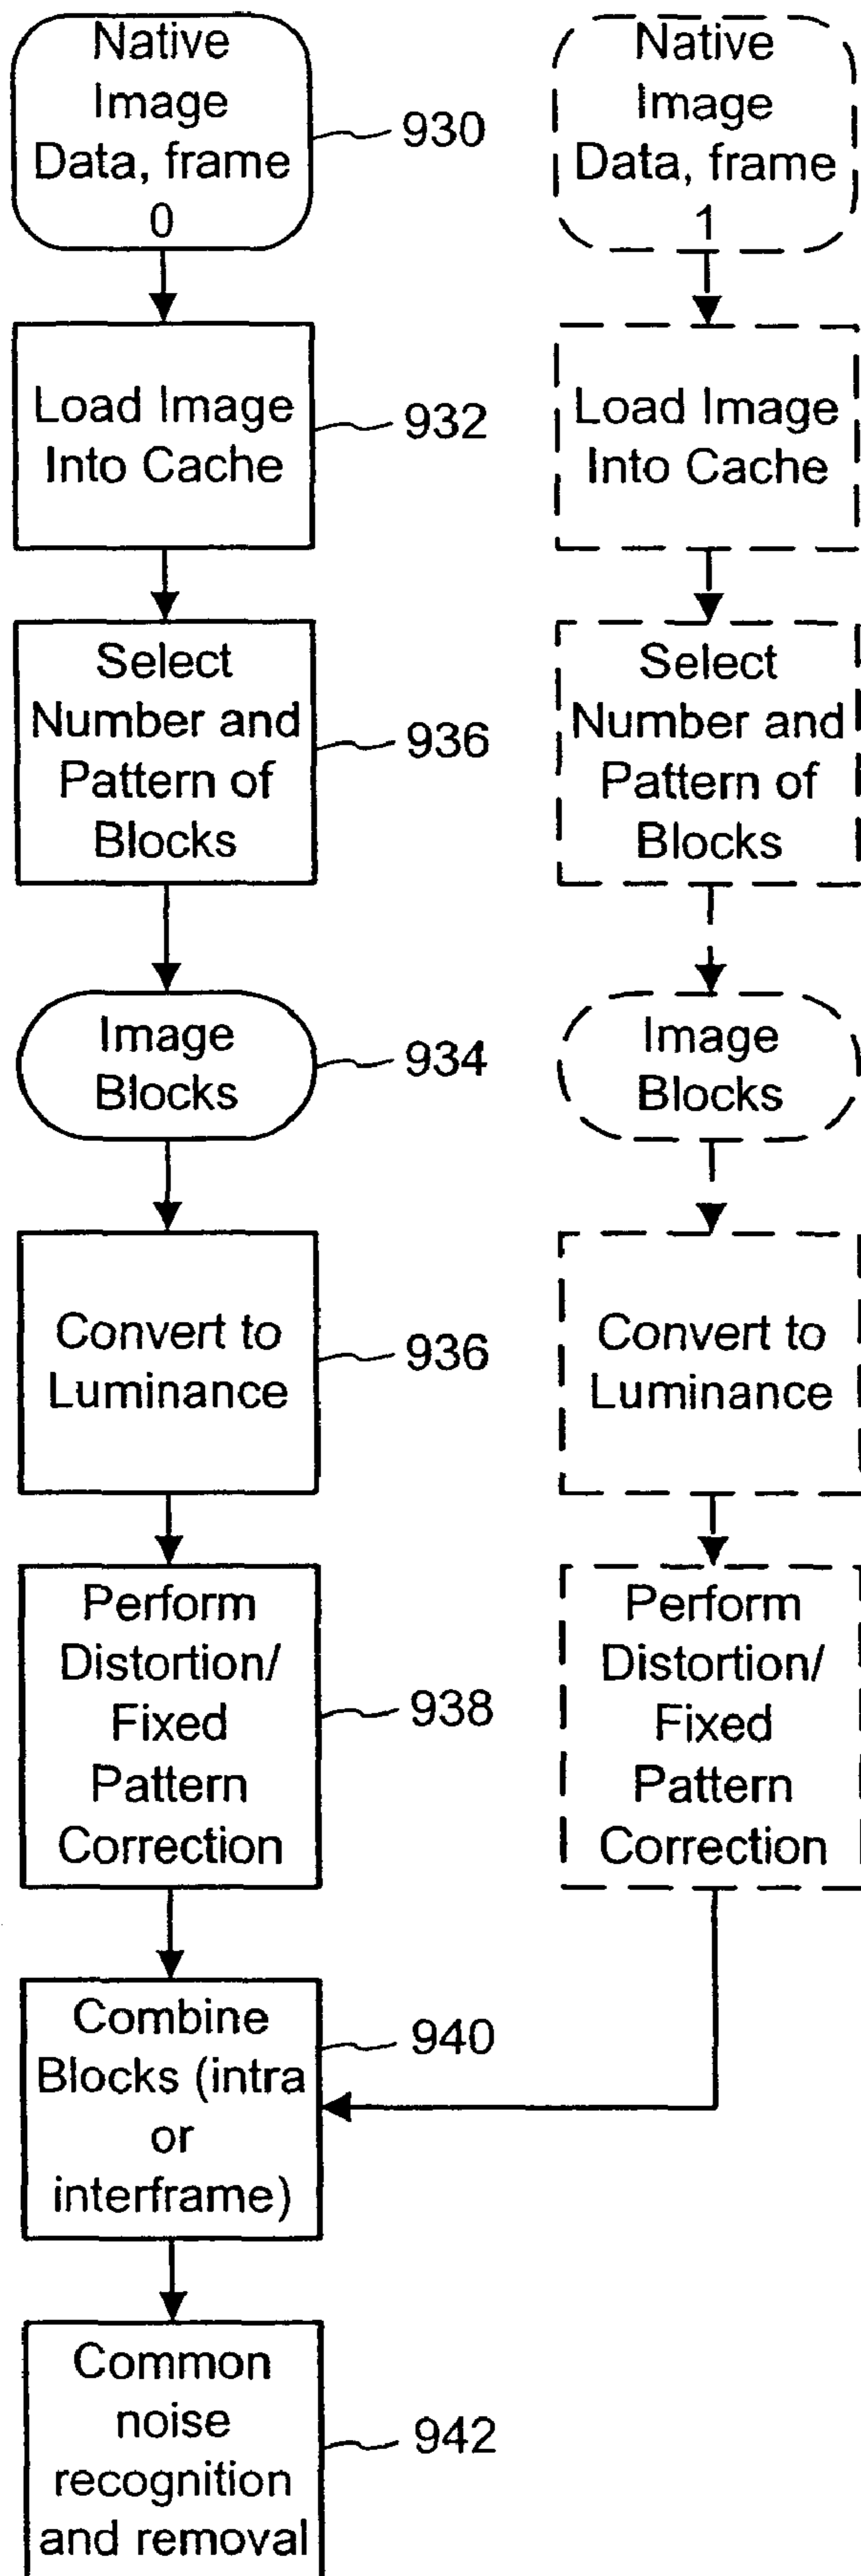 Native
Image
Data, frame
0
930
Load Image
Into Cache
932
Select
Number and
Pattern of
Blocks
936
Image
Blocks
934
Convert to
Luminance
936
Perform
Distortion/
Fixed
Pattern
Correction
938
Combine
Blocks (intra
or
interframe)
940
Common
noise
recognition
and removal
942
Native
Image
Data, frame
1
Load Image
Into Cache
Select
Number and
Pattern of
Blocks
Image
Blocks
Convert to
Luminance
Perform
Distortion/
Fixed
Pattern
Correction